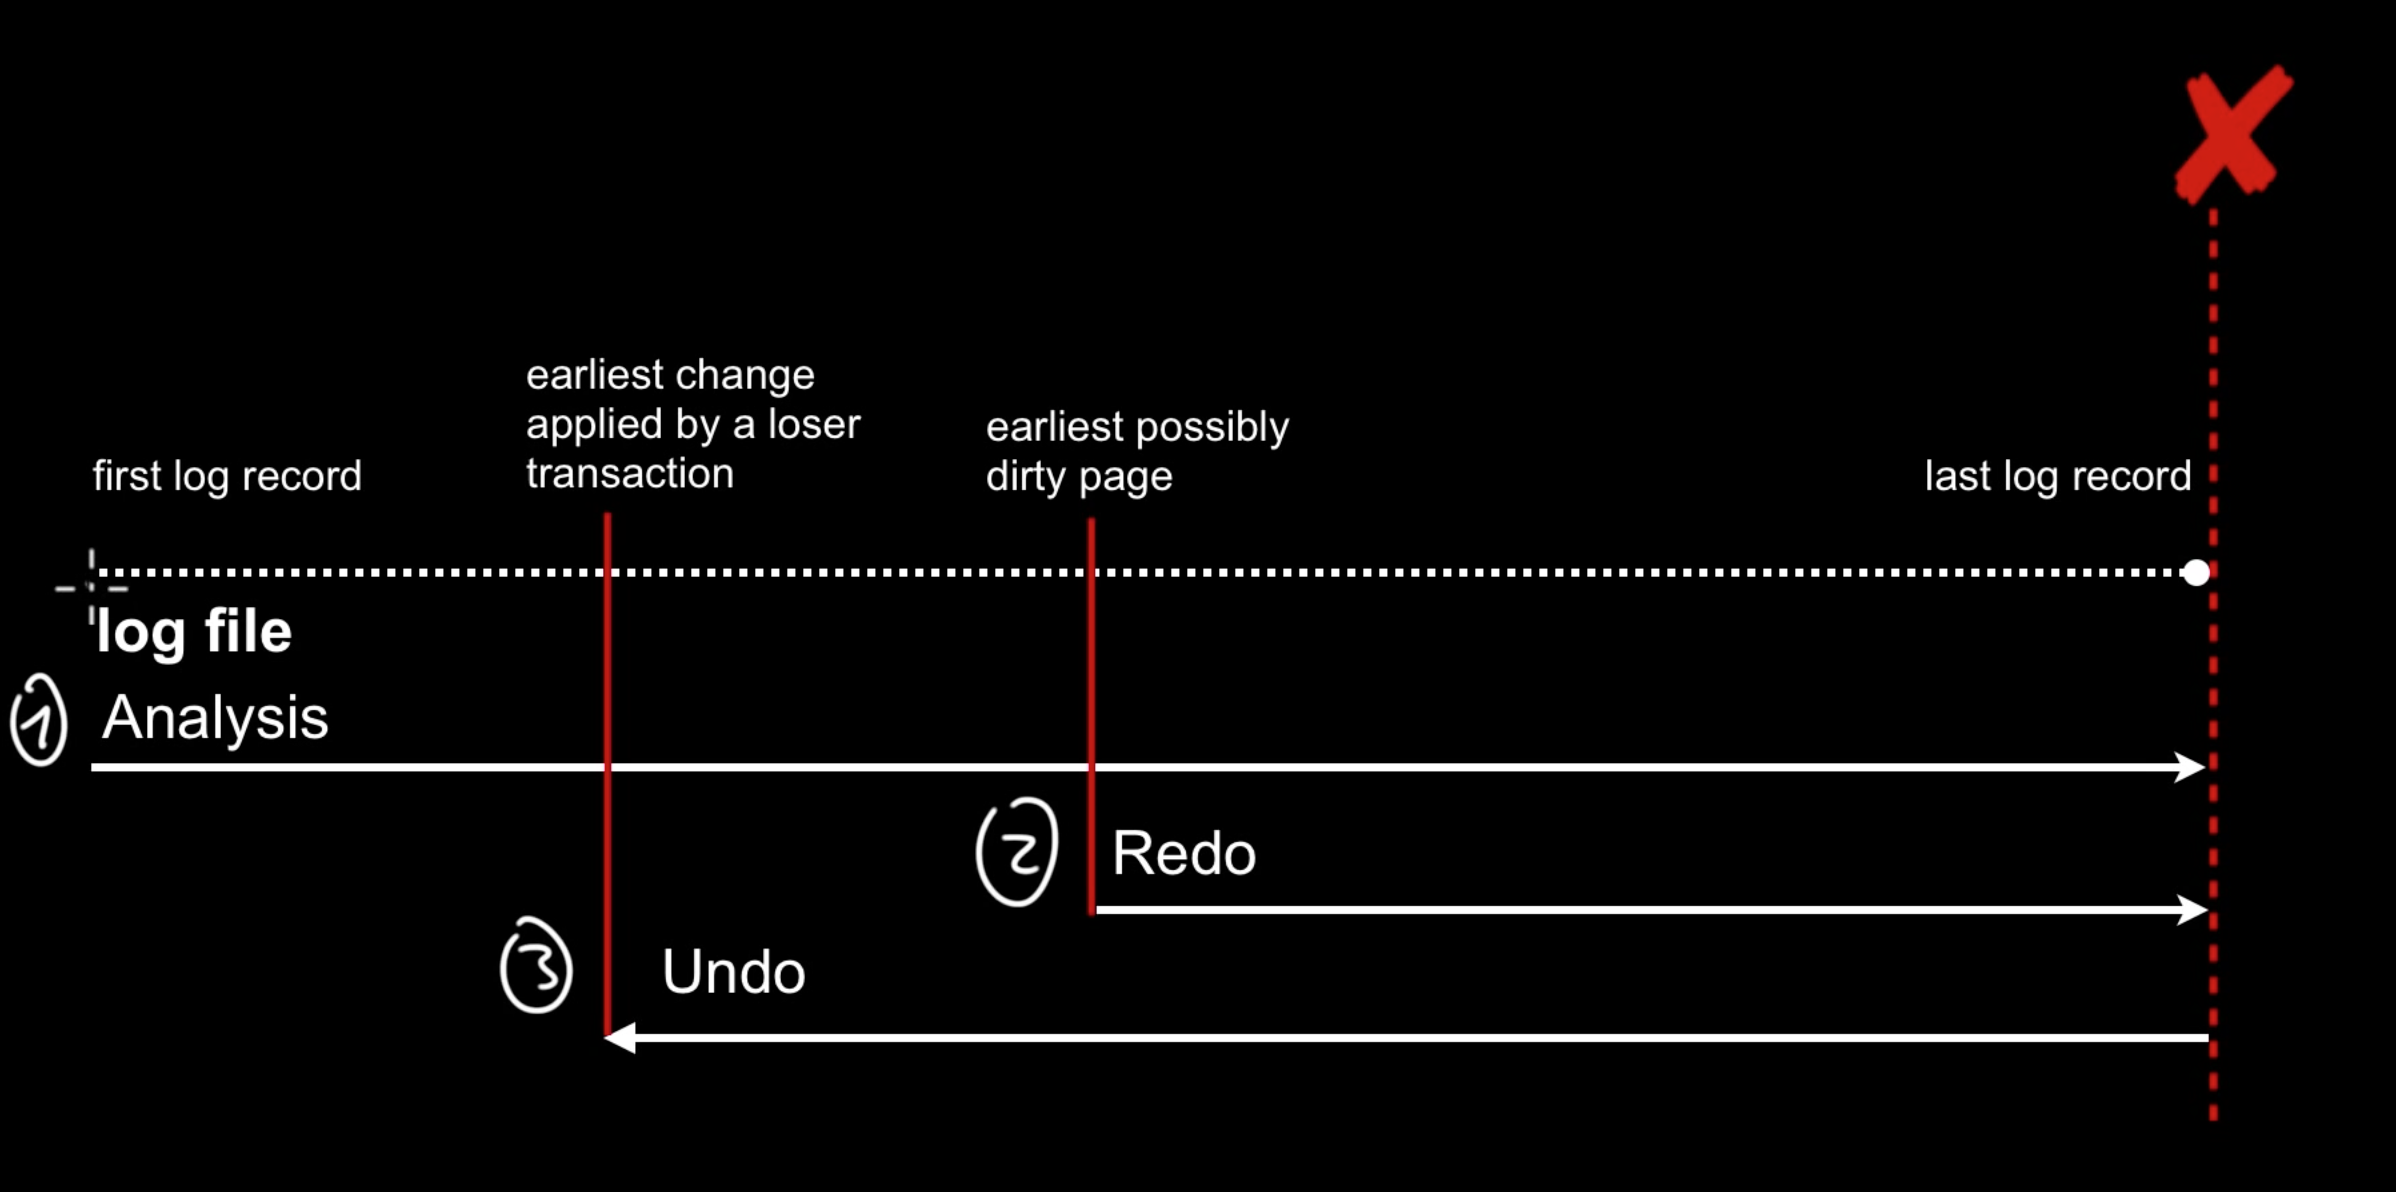 earliest change
applied by a loser
transaction
earliest possibly
dirty page
first log record
last log record
log file
1 Analysis
2 Redo
3 Undo